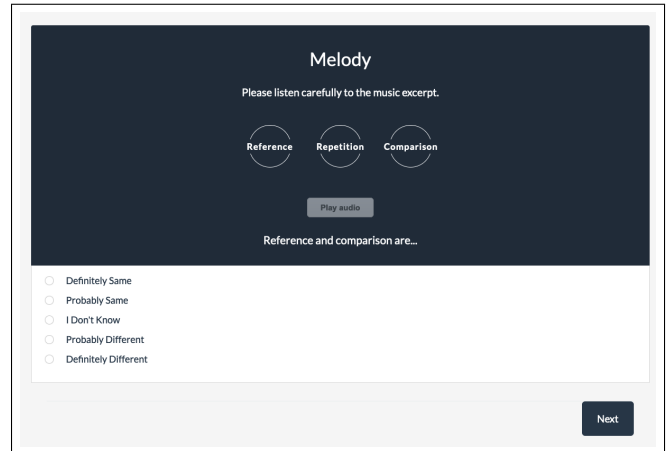 Melody
Please listen carefully to the music excerpt.
Reference Repetition Comparison
Play audio
Reference and comparison are...
Definitely Same
Probably Same
I Don't Know
Probably Different
Definitely Different
Next